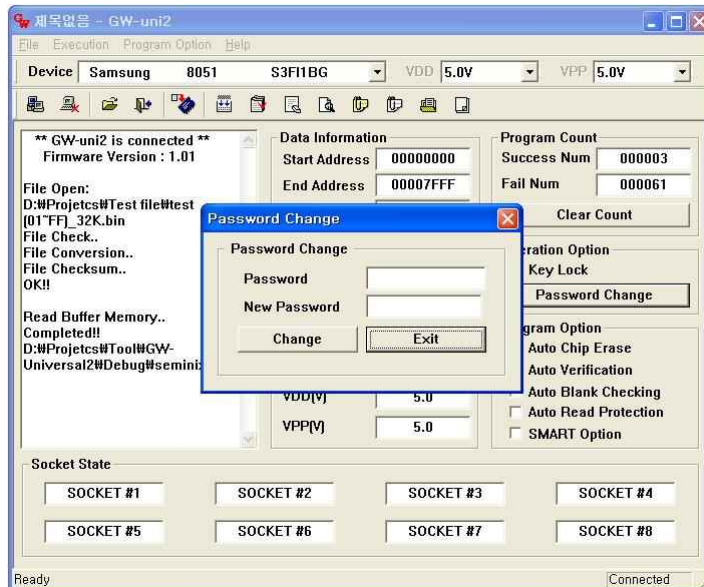 제목없음 - GW-uni2
File Execution Program Option Help
Device Samsung 8051 S3FI1BG VDD 5.0V VPP 5.0V
** GW-uni2 is connected **
Firmware Version : 1.01
File Open:
D:₩Projetcs₩Test file₩test
(01~FF)_32K.bin
File Check..
File Conversion..
File Checksum..
OK!!
Read Buffer Memory..
Completed!!
D:₩Projetcs₩Tool₩GW-
Universal2₩Debug₩semini
Data Information
Start Address 00000000
End Address 00007FFF
VDD(V) 5.0
VPP(V) 5.0
Password Change
Password Change
Password
New Password
Change Exit
Program Count
Success Num 000003
Fail Num 000061
Clear Count
eration Option
Key Lock
Password Change
gram Option
Auto Chip Erase
Auto Verification
Auto Blank Checking
Auto Read Protection
SMART Option
Socket State
SOCKET #1 SOCKET #2 SOCKET #3 SOCKET #4
SOCKET #5 SOCKET #6 SOCKET #7 SOCKET #8
Ready Connected